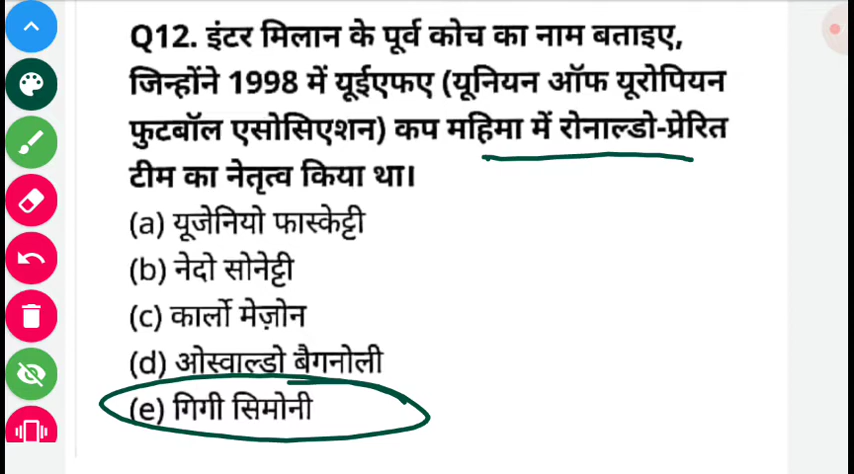 Q12. इंटर मिलान के पूर्व कोच का नाम बताइए,
जिन्होंने 1998 में यूईएफए (यूनियन ऑफ यूरोपियन
फुटबॉल एसोसिएशन) कप महिमा में रोनाल्डो-प्रेरित
टीम का नेतृत्व किया था।
(a) यूजेनियो फास्केट्टी
(b) नेदो सोनेट्टी
(c) कार्लो मेज़ोन
(d) ओस्वाल्डो बैगनोली
(e) गिगी सिमोनी